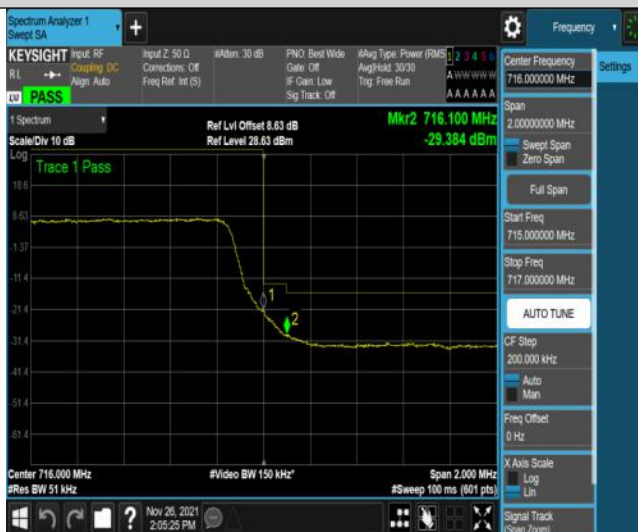 Spectrum Analyzer 1
Swept SA
+
Frequency
KEYSIGHT Input: RF
RL
Coupling: DC
Align: Auto
Input Z: 50 Ω
Corrections: Off
Freq Ref: Int (S)
#Atten: 30 dB
PNO: Best Wide
Gate: Off
IF Gain: Low
Sig Track: Off
#Avg Type: Power (RMS
Avg|Hold: 30/30
Trig: Free Run
1 2 3 4 5 6
A W W W W W
A A A A A A
LXI PASS
1 Spectrum
Scale/Div 10 dB
Ref Lvl Offset 8.63 dB
Ref Level 28.63 dBm
Mkr2 716.100 MHz
-29.384 dBm
Log
Trace 1 Pass
18.6
8.63
-1.37
-11.4
-21.4
-31.4
-41.4
-51.4
-61.4
1
2
Center 716.000 MHz
#Res BW 51 kHz
#Video BW 150 kHz*
Span 2.000 MHz
#Sweep 100 ms (601 pts)
Nov 26, 2021
2:05:25 PM
Settings
Center Frequency
716.000000 MHz
Span
2.00000000 MHz
Swept Span
Zero Span
Full Span
Start Freq
715.000000 MHz
Stop Freq
717.000000 MHz
AUTO TUNE
CF Step
200.000 kHz
Auto
Man
Freq Offset
0 Hz
X Axis Scale
Log
Lin
Signal Track
(Span Zoom)